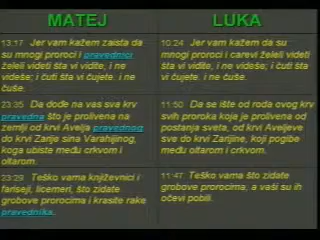 MATEJ
13:17 Jer vam kažem zaista da
su mnogi proroci i pravednici
želeli videti šta vi vidite, i ne
videše; i čuti šta vi čujete. i ne
čuše.
23:35 Da dođe na vas sva krv
pravedna što je prolivena na
zemlji od krvi Avelja pravednog
do krvi Zarije sina Varahijinog,
koga ubiste među crkvom i
oltarom.
23:29 Teško vama književnici i
fariseji, licemeri, što zidate
grobove prorocima i krasite rake
pravednika.
LUKA
10:24 Jer vam kažem da su
mnogi proroci i carevi želeli videti
šta vi vidite, i ne videše; i čuti šta
vi čujete, i ne čuše.
11:50 Da se ište od roda ovog krv
svih proroka koja je prolivena od
postanja sveta, od krvi Aveljeve
sve do krvi Zarijine, koji pogibe
među oltarom i crkvom.
11:47. Teško vama što zidate
grobove prorocima, a vaši su ih
očevi pobili.